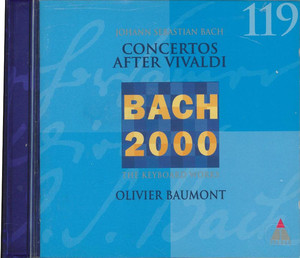 119
JOHANN SEBASTIAN BACH
CONCERTOS
AFTER VIVALDI
BACH
2000
THE KEYBOARD WORKS
OLIVIER BAUMONT